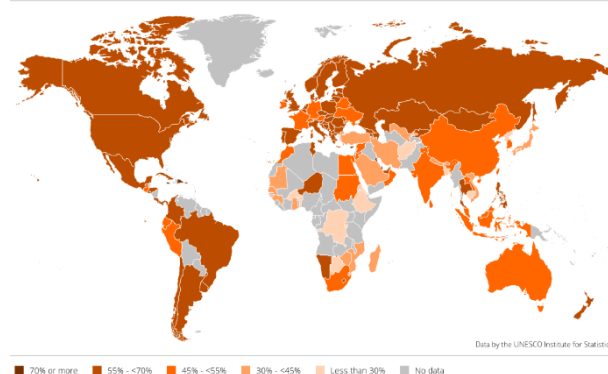 Data by the UNESCO Institute for Statistic
70% or more 55% - <70% 45% - <55% 30% - <45% Less than 30% No data